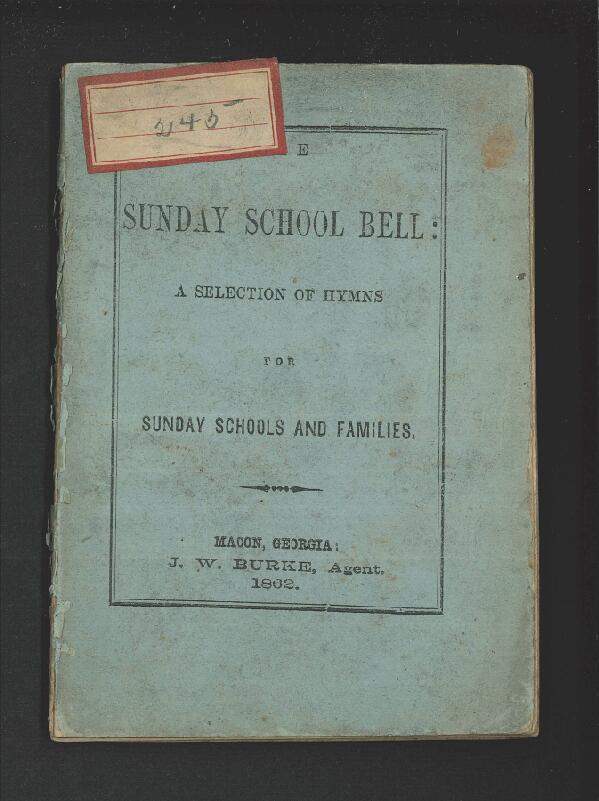 245
E
SUNDAY SCHOOL BELL:
A SELECTION OF HYMNS
FOR
SUNDAY SCHOOLS AND FAMILIES.
MACON, GEORGIA:
J. W. BURKE, Agent.
1862.